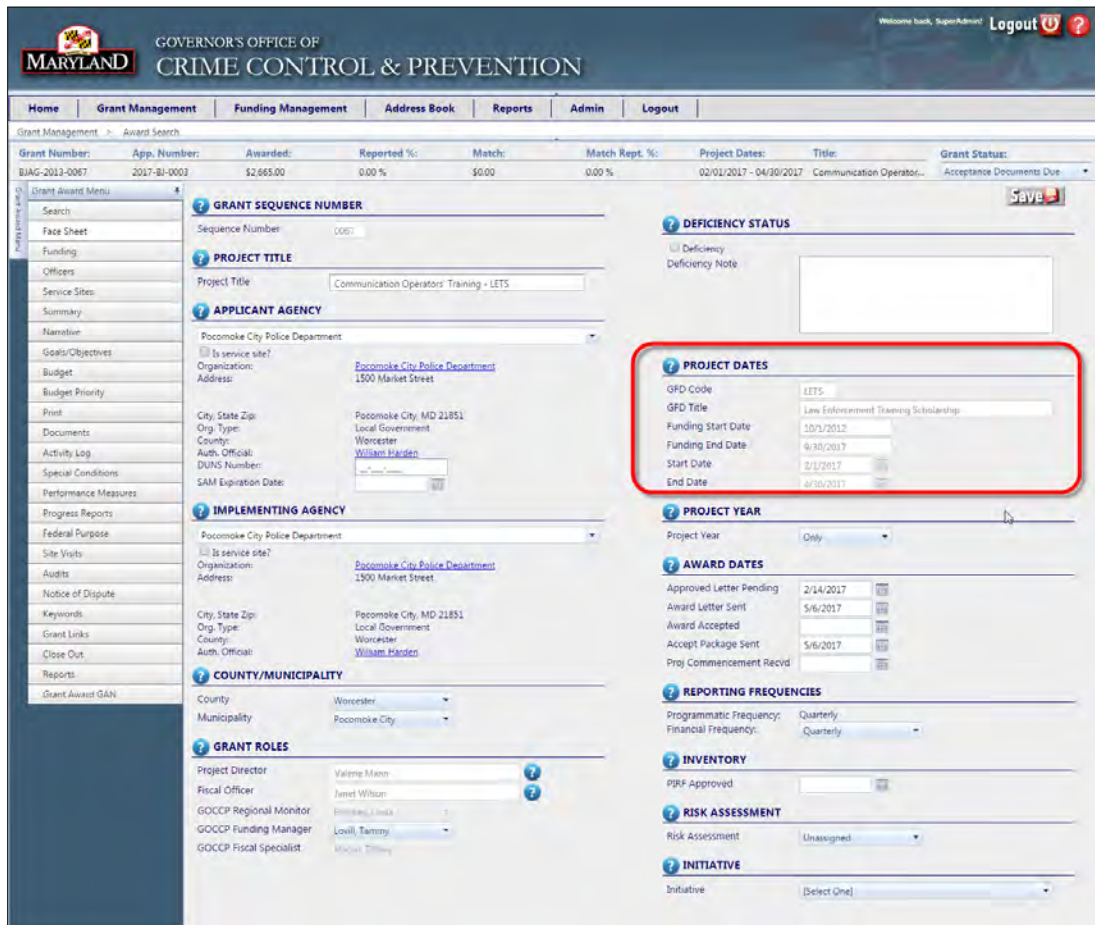 Welcome back, SuperAdmin! Logout
MARYLAND
GOVERNOR'S OFFICE OF
CRIME CONTROL & PREVENTION
Home Grant Management Funding Management Address Book Reports Admin Logout
Grant Management > Award Search
Grant Number: App. Number: Awarded: Reported %: Match: Match Rept. %: Project Dates: Title: Grant Status:
BJAG-2013-0067 2017-BJ-0003 $2,665.00 0.00 % $0.00 0.00 % 02/01/2017 - 04/30/2017 Communication Operator... Acceptance Documents Due
Save
Grant Award Menu
Grant Award Menu
Search
Face Sheet
Funding
Officers
Service Sites
Summary
Narrative
Goals/Objectives
Budget
Budget Priority
Print
Documents
Activity Log
Special Conditions
Performance Measures
Progress Reports
Federal Purpose
Site Visits
Audits
Notice of Dispute
Keywords
Grant Links
Close Out
Reports
Grant Award GAN
? GRANT SEQUENCE NUMBER
Sequence Number 0067
? PROJECT TITLE
Project Title Communication Operators' Training - LETS
? APPLICANT AGENCY
Pocomoke City Police Department
Is service site?
Organization: Pocomoke City Police Department
Address: 1500 Market Street
City, State Zip: Pocomoke City, MD 21851
Org. Type: Local Government
County: Worcester
Auth. Official: William Harden
DUNS Number: __-___-____
SAM Expiration Date:
? IMPLEMENTING AGENCY
Pocomoke City Police Department
Is service site?
Organization: Pocomoke City Police Department
Address: 1500 Market Street
City, State Zip: Pocomoke City, MD 21851
Org. Type: Local Government
County: Worcester
Auth. Official: William Harden
? COUNTY/MUNICIPALITY
County Worcester
Municipality Pocomoke City
? GRANT ROLES
Project Director Valerie Mann
Fiscal Officer Janet Wilson
GOCCP Regional Monitor
GOCCP Funding Manager Lovill, Tammy
GOCCP Fiscal Specialist
? DEFICIENCY STATUS
Deficiency
Deficiency Note
? PROJECT DATES
GFD Code LETS
GFD Title Law Enforcement Training Scholarship
Funding Start Date 10/1/2012
Funding End Date 9/30/2017
Start Date 2/1/2017
End Date 4/30/2017
? PROJECT YEAR
Project Year Only
? AWARD DATES
Approved Letter Pending 2/14/2017
Award Letter Sent 5/6/2017
Award Accepted
Accept Package Sent 5/6/2017
Proj Commencement Recvd
? REPORTING FREQUENCIES
Programmatic Frequency: Quarterly
Financial Frequency: Quarterly
? INVENTORY
PIRF Approved
? RISK ASSESSMENT
Risk Assessment Unassigned
? INITIATIVE
Initiative [Select One]